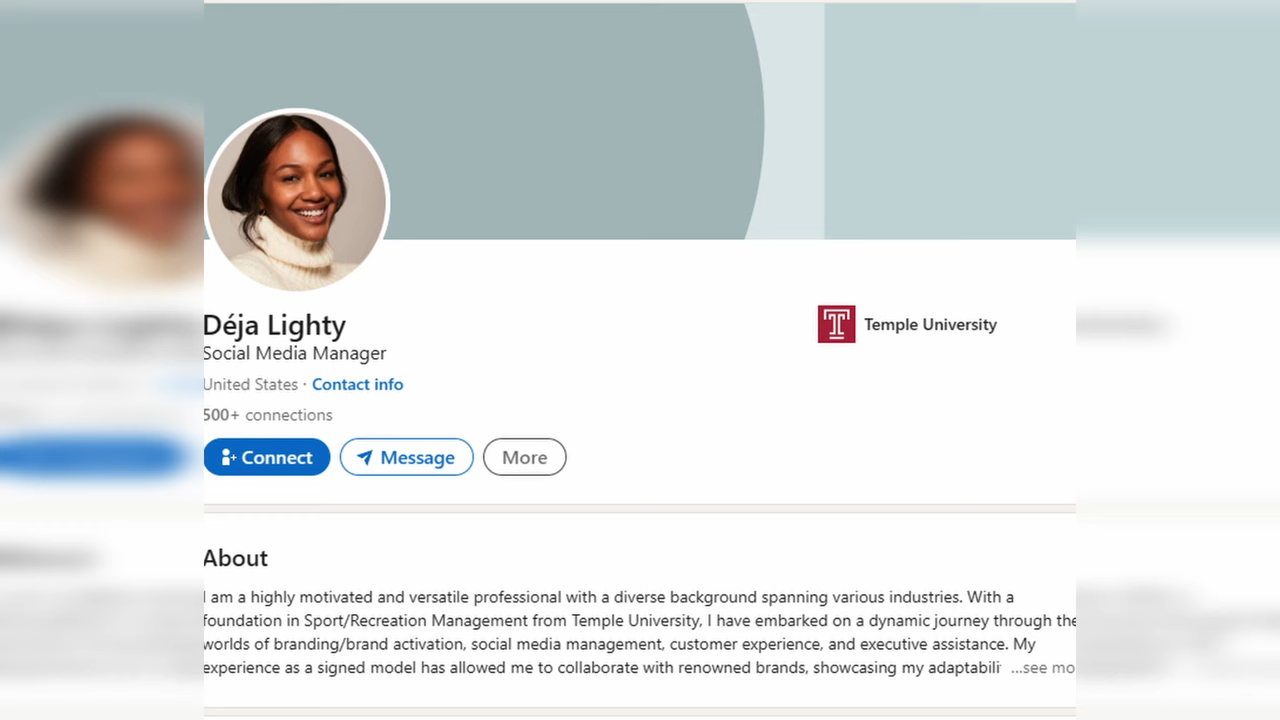 Déja Lighty
Temple University
Social Media Manager
United States · Contact info
500+ connections
Connect
Message
More
About
I am a highly motivated and versatile professional with a diverse background spanning various industries. With a
foundation in Sport/Recreation Management from Temple University, I have embarked on a dynamic journey through the
worlds of branding/brand activation, social media management, customer experience, and executive assistance. My
experience as a signed model has allowed me to collaborate with renowned brands, showcasing my adaptabili ...see mo